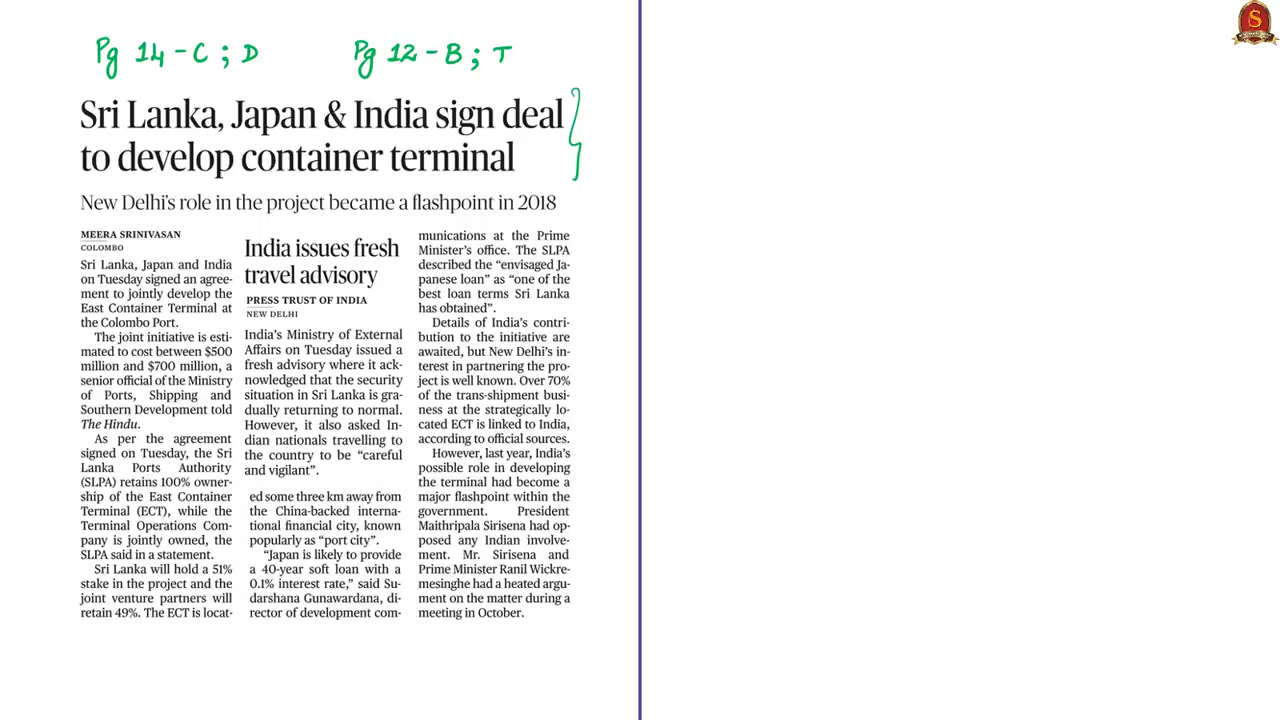 Pg 14 - C ; D
Pg 12 - B ; T
Sri Lanka, Japan & India sign deal
to develop container terminal
New Delhi's role in the project became a flashpoint in 2018
MEERA SRINIVASAN
COLOMBO
Sri Lanka, Japan and India
on Tuesday signed an agree-
ment to jointly develop the
East Container Terminal at
the Colombo Port.
The joint initiative is esti-
mated to cost between $500
million and $700 million, a
senior official of the Ministry
of Ports, Shipping and
Southern Development told
The Hindu.
As per the agreement
signed on Tuesday, the Sri
Lanka Ports Authority
(SLPA) retains 100% owner-
ship of the East Container
Terminal (ECT), while the
Terminal Operations Com-
pany is jointly owned, the
SLPA said in a statement.
Sri Lanka will hold a 51%
stake in the project and the
joint venture partners will
retain 49%. The ECT is locat-
India issues fresh
travel advisory
PRESS TRUST OF INDIA
NEW DELHI
India's Ministry of External
Affairs on Tuesday issued a
fresh advisory where it ack-
nowledged that the security
situation in Sri Lanka is gra-
dually returning to normal.
However, it also asked In-
dian nationals travelling to
the country to be "careful
and vigilant".
ed some three km away from
the China-backed interna-
tional financial city, known
popularly as "port city".
"Japan is likely to provide
a 40-year soft loan with a
0.1% interest rate," said Su-
darshana Gunawardana, di-
rector of development com-
munications at the Prime
Minister's office. The SLPA
described the "envisaged Ja-
panese loan" as "one of the
best loan terms Sri Lanka
has obtained".
Details of India's contri-
bution to the initiative are
awaited, but New Delhi's in-
terest in partnering the pro-
ject is well known. Over 70%
of the trans-shipment busi-
ness at the strategically lo-
cated ECT is linked to India,
according to official sources.
However, last year, India's
possible role in developing
the terminal had become a
major flashpoint within the
government. President
Maithripala Sirisena had op-
posed any Indian involve-
ment. Mr. Sirisena and
Prime Minister Ranil Wickre-
mesinghe had a heated argu-
ment on the matter during a
meeting in October.
S